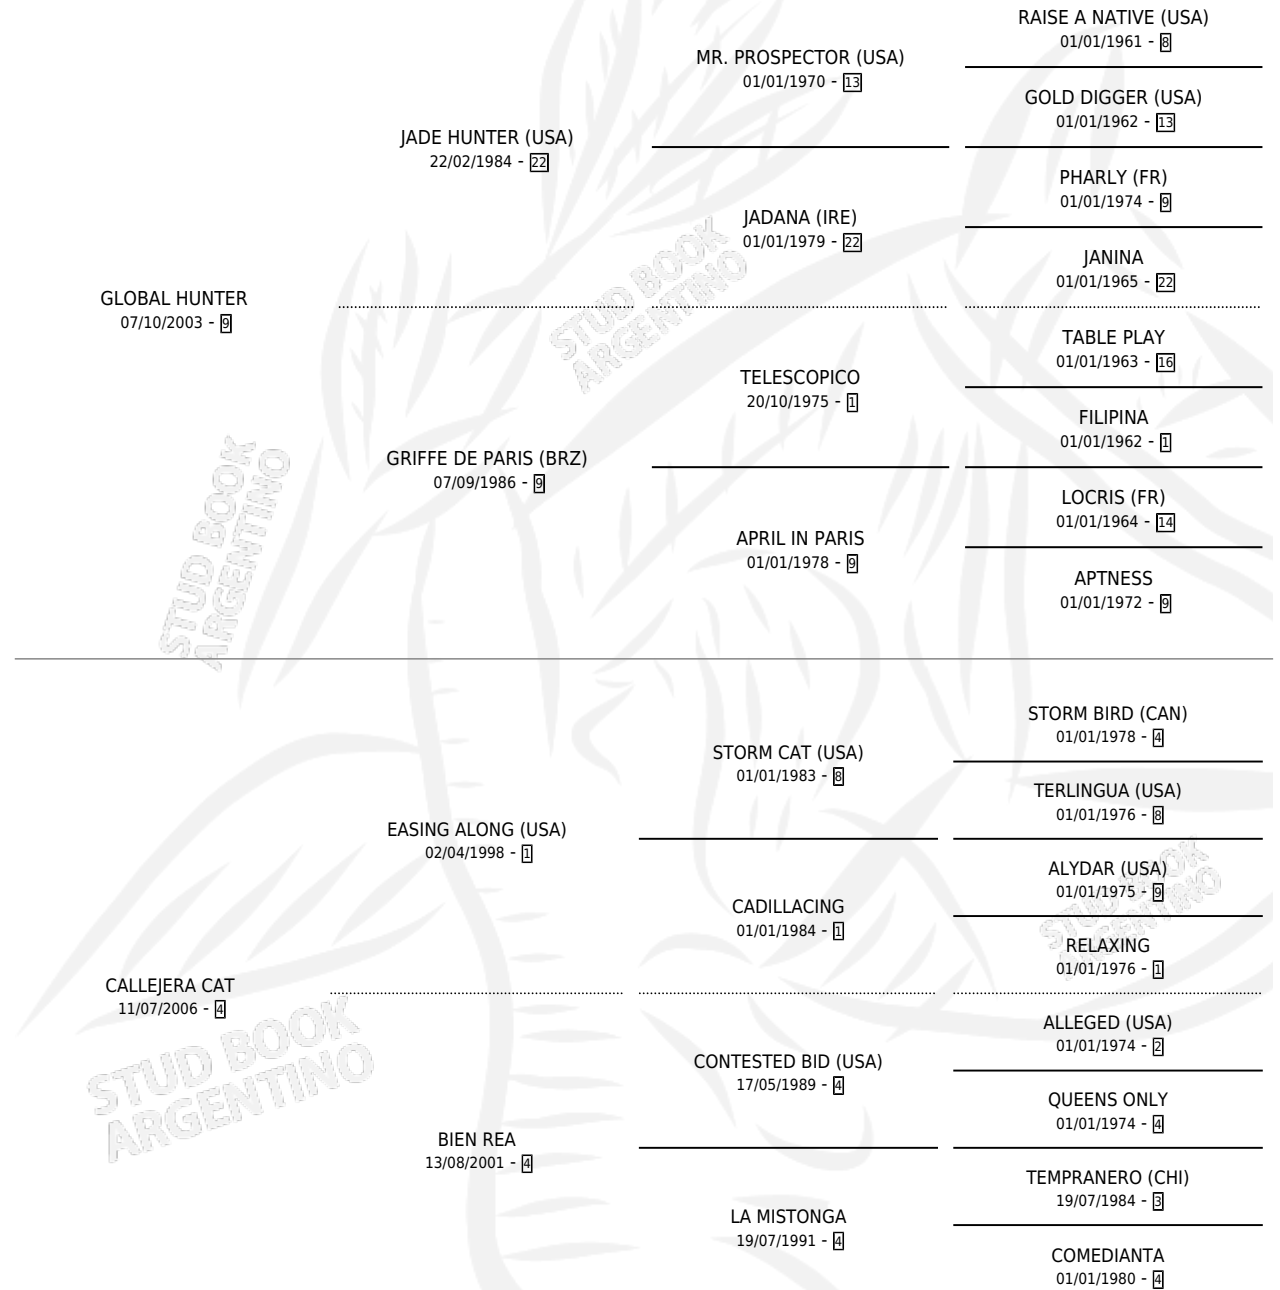 RAISE A NATIVE (USA)
01/01/1961 - 8
MR. PROSPECTOR (USA)
01/01/1970 - 13
GOLD DIGGER (USA)
01/01/1962 - 13
JADE HUNTER (USA)
22/02/1984 - 22
PHARLY (FR)
01/01/1974 - 9
JADANA (IRE)
01/01/1979 - 22
JANINA
01/01/1965 - 22
GLOBAL HUNTER
07/10/2003 - 9
TABLE PLAY
01/01/1963 - 16
TELESCOPICO
20/10/1975 - 1
FILIPINA
01/01/1962 - 1
GRIFFE DE PARIS (BRZ)
07/09/1986 - 9
LOCRIS (FR)
01/01/1964 - 14
APRIL IN PARIS
01/01/1978 - 9
APTNESS
01/01/1972 - 9
STORM BIRD (CAN)
01/01/1978 - 4
STORM CAT (USA)
01/01/1983 - 8
TERLINGUA (USA)
01/01/1976 - 8
EASING ALONG (USA)
02/04/1998 - 1
ALYDAR (USA)
01/01/1975 - 9
CADILLACING
01/01/1984 - 1
RELAXING
01/01/1976 - 1
CALLEJERA CAT
11/07/2006 - 4
ALLEGED (USA)
01/01/1974 - 2
CONTESTED BID (USA)
17/05/1989 - 4
QUEENS ONLY
01/01/1974 - 4
BIEN REA
13/08/2001 - 4
TEMPRANERO (CHI)
19/07/1984 - 3
LA MISTONGA
19/07/1991 - 4
COMEDIANTA
01/01/1980 - 4
STUD BOOK
ARGENTINO
STUD BOOK
ARGENTINO
STUD BOOK
ARGENTINO
STUD BOOK
ARGENTINO